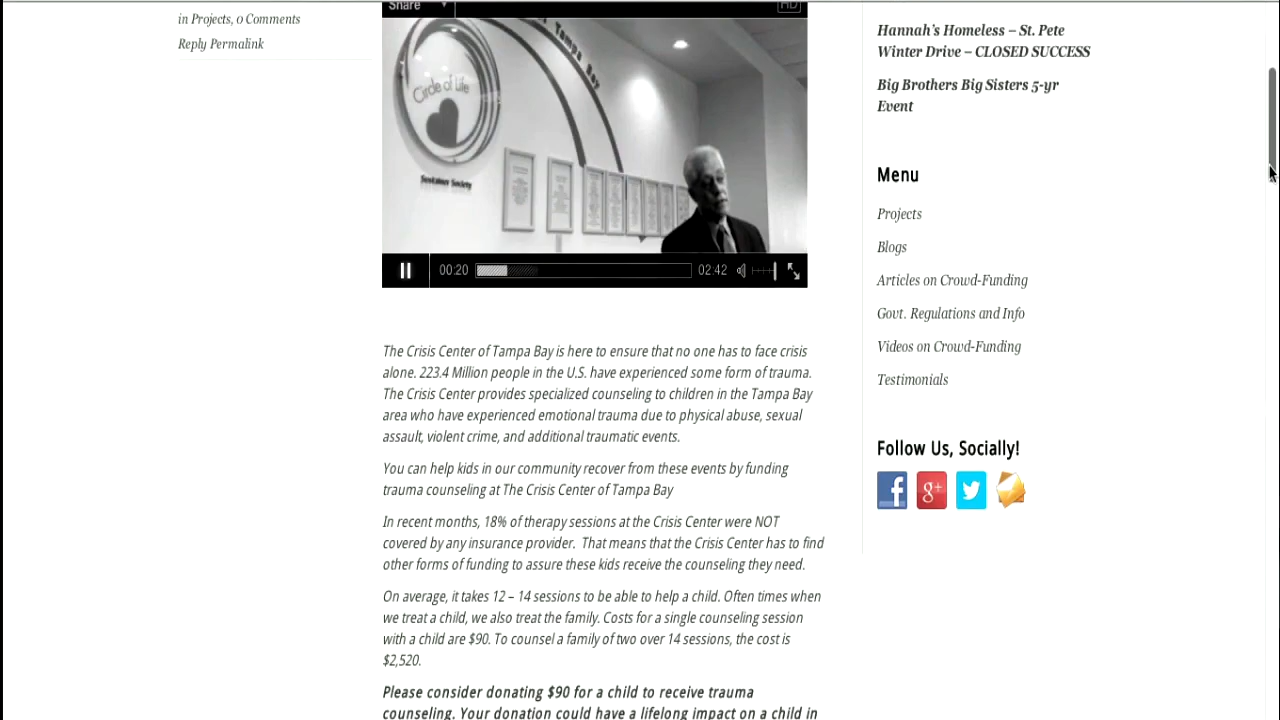 in Projects, 0 Comments
Reply Permalink
Share
HD
Tampa Bay
Circle of Life
Sustainer Society
00:20
02:42
The Crisis Center of Tampa Bay is here to ensure that no one has to face crisis
alone. 223.4 Million people in the U.S. have experienced some form of trauma.
The Crisis Center provides specialized counseling to children in the Tampa Bay
area who have experienced emotional trauma due to physical abuse, sexual
assault, violent crime, and additional traumatic events.
You can help kids in our community recover from these events by funding
trauma counseling at The Crisis Center of Tampa Bay
In recent months, 18% of therapy sessions at the Crisis Center were NOT
covered by any insurance provider.  That means that the Crisis Center has to find
other forms of funding to assure these kids receive the counseling they need.
On average, it takes 12 – 14 sessions to be able to help a child. Often times when
we treat a child, we also treat the family. Costs for a single counseling session
with a child are $90. To counsel a family of two over 14 sessions, the cost is
$2,520.
Please consider donating $90 for a child to receive trauma
counseling. Your donation could have a lifelong impact on a child in
Hannah's Homeless – St. Pete
Winter Drive – CLOSED SUCCESS
Big Brothers Big Sisters 5-yr
Event
Menu
Projects
Blogs
Articles on Crowd-Funding
Govt. Regulations and Info
Videos on Crowd-Funding
Testimonials
Follow Us, Socially!
f
g+